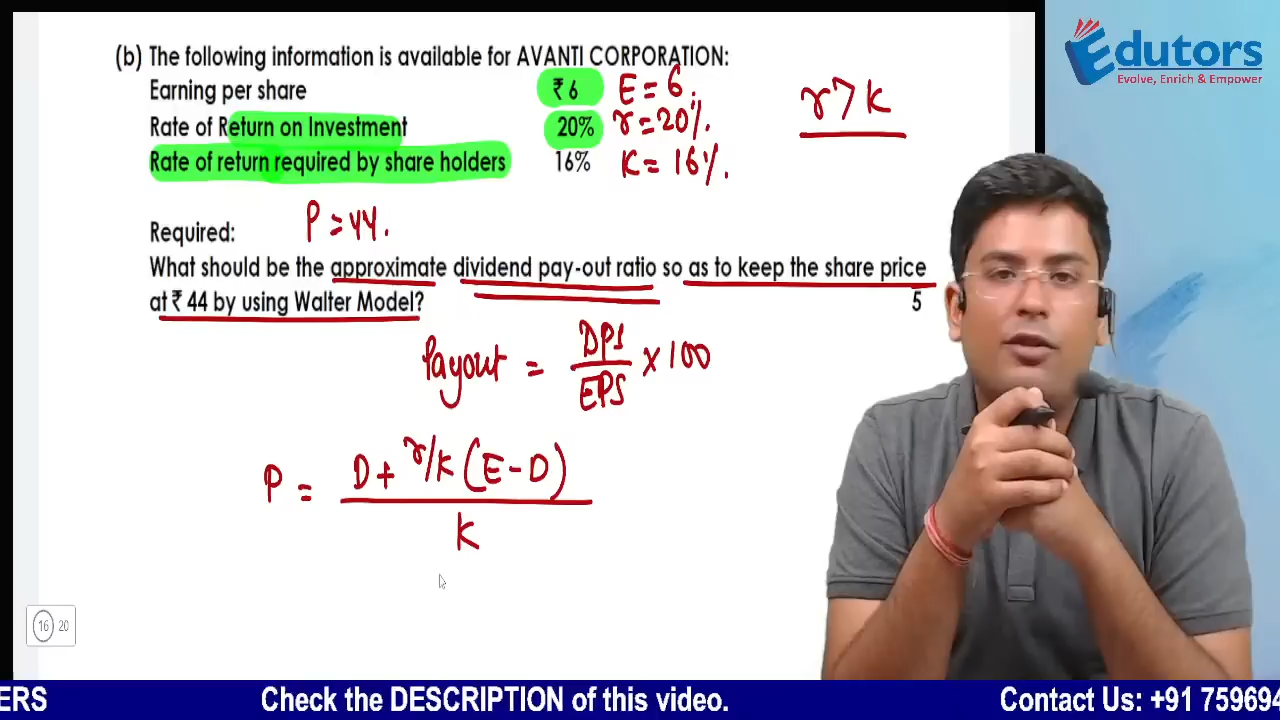 (b) The following information is available for AVANTI CORPORATION:
Earning per share ₹ 6 E = 6.
Rate of Return on Investment 20% r = 20%.
Rate of return required by share holders 16% K = 16%.
r > K
Edutors
Evolve, Enrich & Empower
P = 44.
Required:
What should be the approximate dividend pay-out ratio so as to keep the share price
at ₹ 44 by using Walter Model? 5
Payout = DPS/EPS × 100
P = D + r/K (E - D)
K
16 20
ERS Check the DESCRIPTION of this video. Contact Us: +91 759694